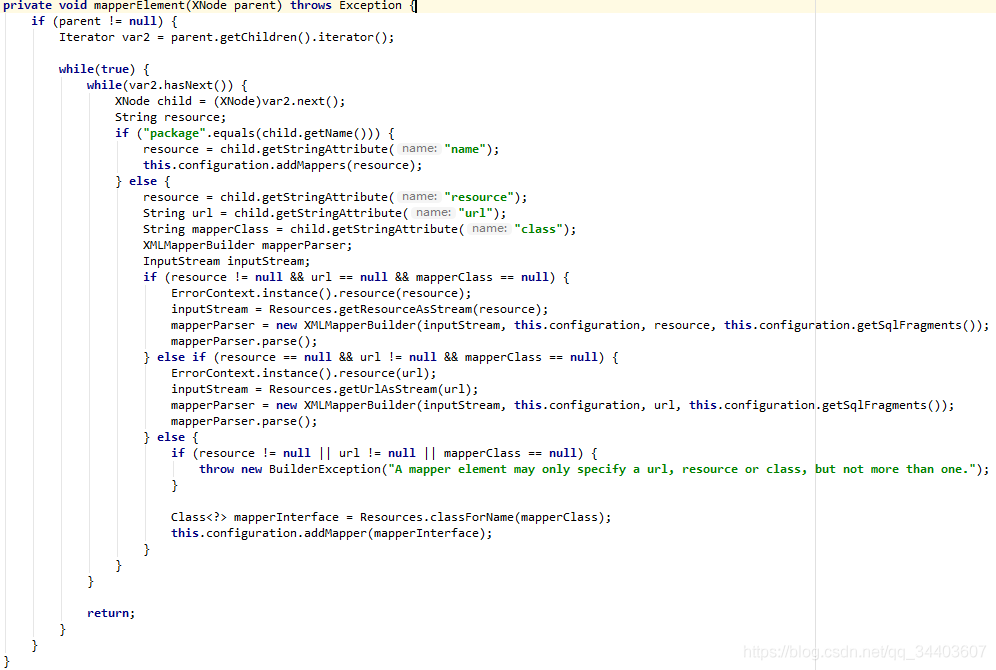 private void mapperElement(XNode parent) throws Exception {
    if (parent != null) {
        Iterator var2 = parent.getChildren().iterator();

        while(true) {
            while(var2.hasNext()) {
                XNode child = (XNode)var2.next();
                String resource;
                if ("package".equals(child.getName())) {
                    resource = child.getStringAttribute( name: "name");
                    this.configuration.addMappers(resource);
                } else {
                    resource = child.getStringAttribute( name: "resource");
                    String url = child.getStringAttribute( name: "url");
                    String mapperClass = child.getStringAttribute( name: "class");
                    XMLMapperBuilder mapperParser;
                    InputStream inputStream;
                    if (resource != null && url == null && mapperClass == null) {
                        ErrorContext.instance().resource(resource);
                        inputStream = Resources.getResourceAsStream(resource);
                        mapperParser = new XMLMapperBuilder(inputStream, this.configuration, resource, this.configuration.getSqlFragments());
                        mapperParser.parse();
                    } else if (resource == null && url != null && mapperClass == null) {
                        ErrorContext.instance().resource(url);
                        inputStream = Resources.getUrlAsStream(url);
                        mapperParser = new XMLMapperBuilder(inputStream, this.configuration, url, this.configuration.getSqlFragments());
                        mapperParser.parse();
                    } else {
                        if (resource != null || url != null || mapperClass == null) {
                            throw new BuilderException("A mapper element may only specify a url, resource or class, but not more than one.");
                        }

                        Class<?> mapperInterface = Resources.classForName(mapperClass);
                        this.configuration.addMapper(mapperInterface);
                    }
                }
            }

            return;
        }
    }
}
https://blog.csdn.net/qq_34403607